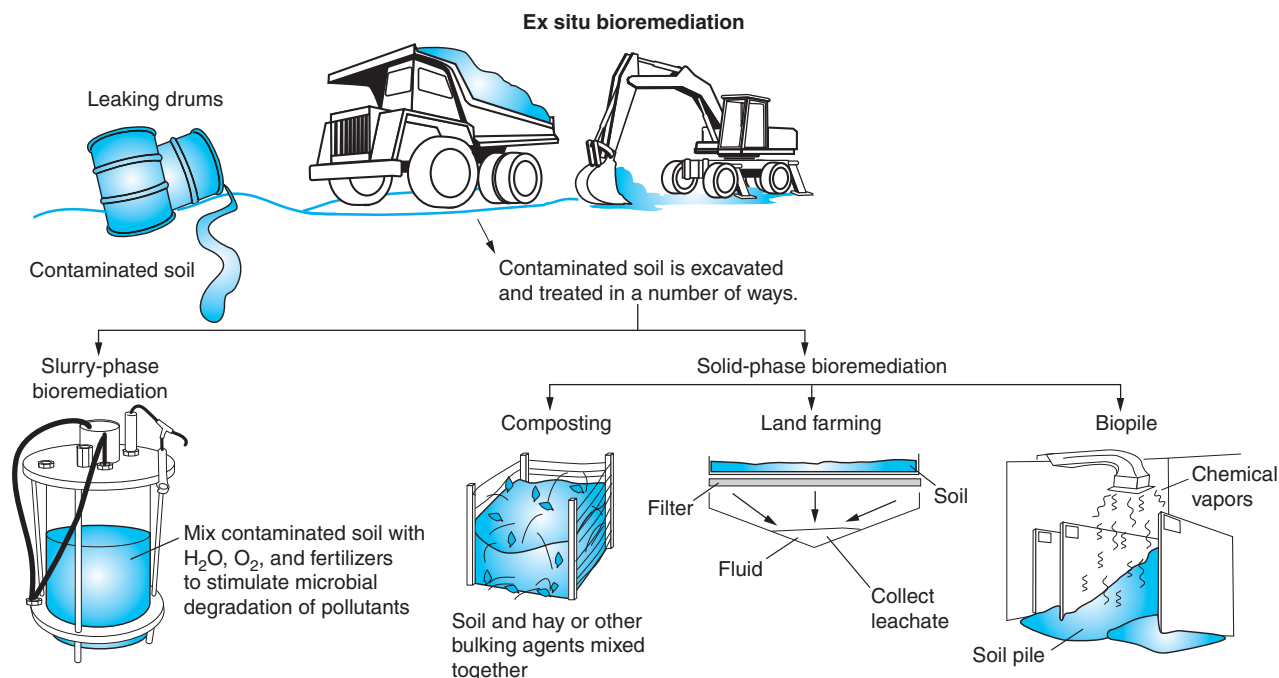 Ex situ bioremediation
Leaking drums
Contaminated soil
Contaminated soil is excavated
and treated in a number of ways.
Slurry-phase
bioremediation
Mix contaminated soil with
H₂O, O₂, and fertilizers
to stimulate microbial
degradation of pollutants
Solid-phase bioremediation
Composting
Soil and hay or other
bulking agents mixed
together
Land farming
Filter
Soil
Fluid
Collect
leachate
Biopile
Chemical
vapors
Soil pile